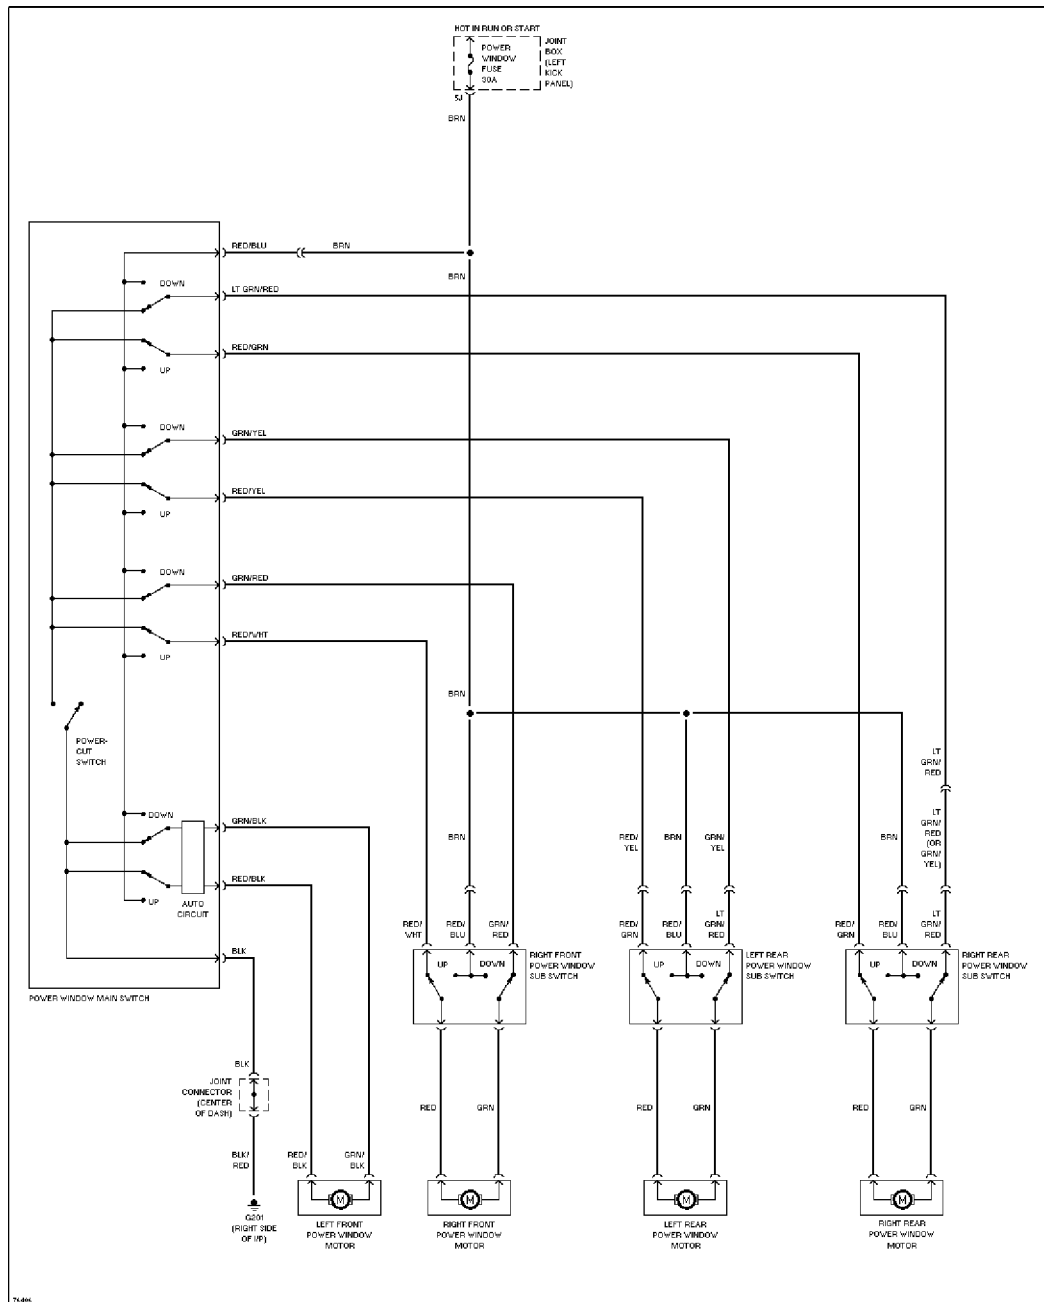 HOT IN RUN OR START
POWER
WINDOW
FUSE
30A
JOINT
BOX
(LEFT
KICK
PANEL)
5J
BRN
RED/BLU
BRN
BRN
DOWN
LT GRN/RED
RED/GRN
UP
DOWN
GRN/YEL
RED/YEL
UP
DOWN
GRN/RED
RED/WHT
UP
BRN
POWER-
CUT
SWITCH
LT
GRN/
RED
DOWN
GRN/BLK
BRN
RED/
YEL
BRN
GRN/
YEL
BRN
LT
GRN/
RED
(OR
GRN/
YEL)
RED/BLK
UP
AUTO
CIRCUIT
RED/
WHT
RED/
BLU
GRN/
RED
RED/
GRN
RED/
BLU
LT
GRN/
RED
RED/
GRN
RED/
BLU
LT
GRN/
RED
BLK
UP
DOWN
RIGHT FRONT
POWER WINDOW
SUB SWITCH
UP
DOWN
LEFT REAR
POWER WINDOW
SUB SWITCH
UP
DOWN
RIGHT REAR
POWER WINDOW
SUB SWITCH
POWER WINDOW MAIN SWITCH
BLK
JOINT
CONNECTOR
(CENTER
OF DASH)
RED
GRN
RED
GRN
RED
GRN
BLK/
RED
RED/
BLK
GRN/
BLK
M
M
M
M
G201
(RIGHT SIDE
OF I/P)
LEFT FRONT
POWER WINDOW
MOTOR
RIGHT FRONT
POWER WINDOW
MOTOR
LEFT REAR
POWER WINDOW
MOTOR
RIGHT REAR
POWER WINDOW
MOTOR